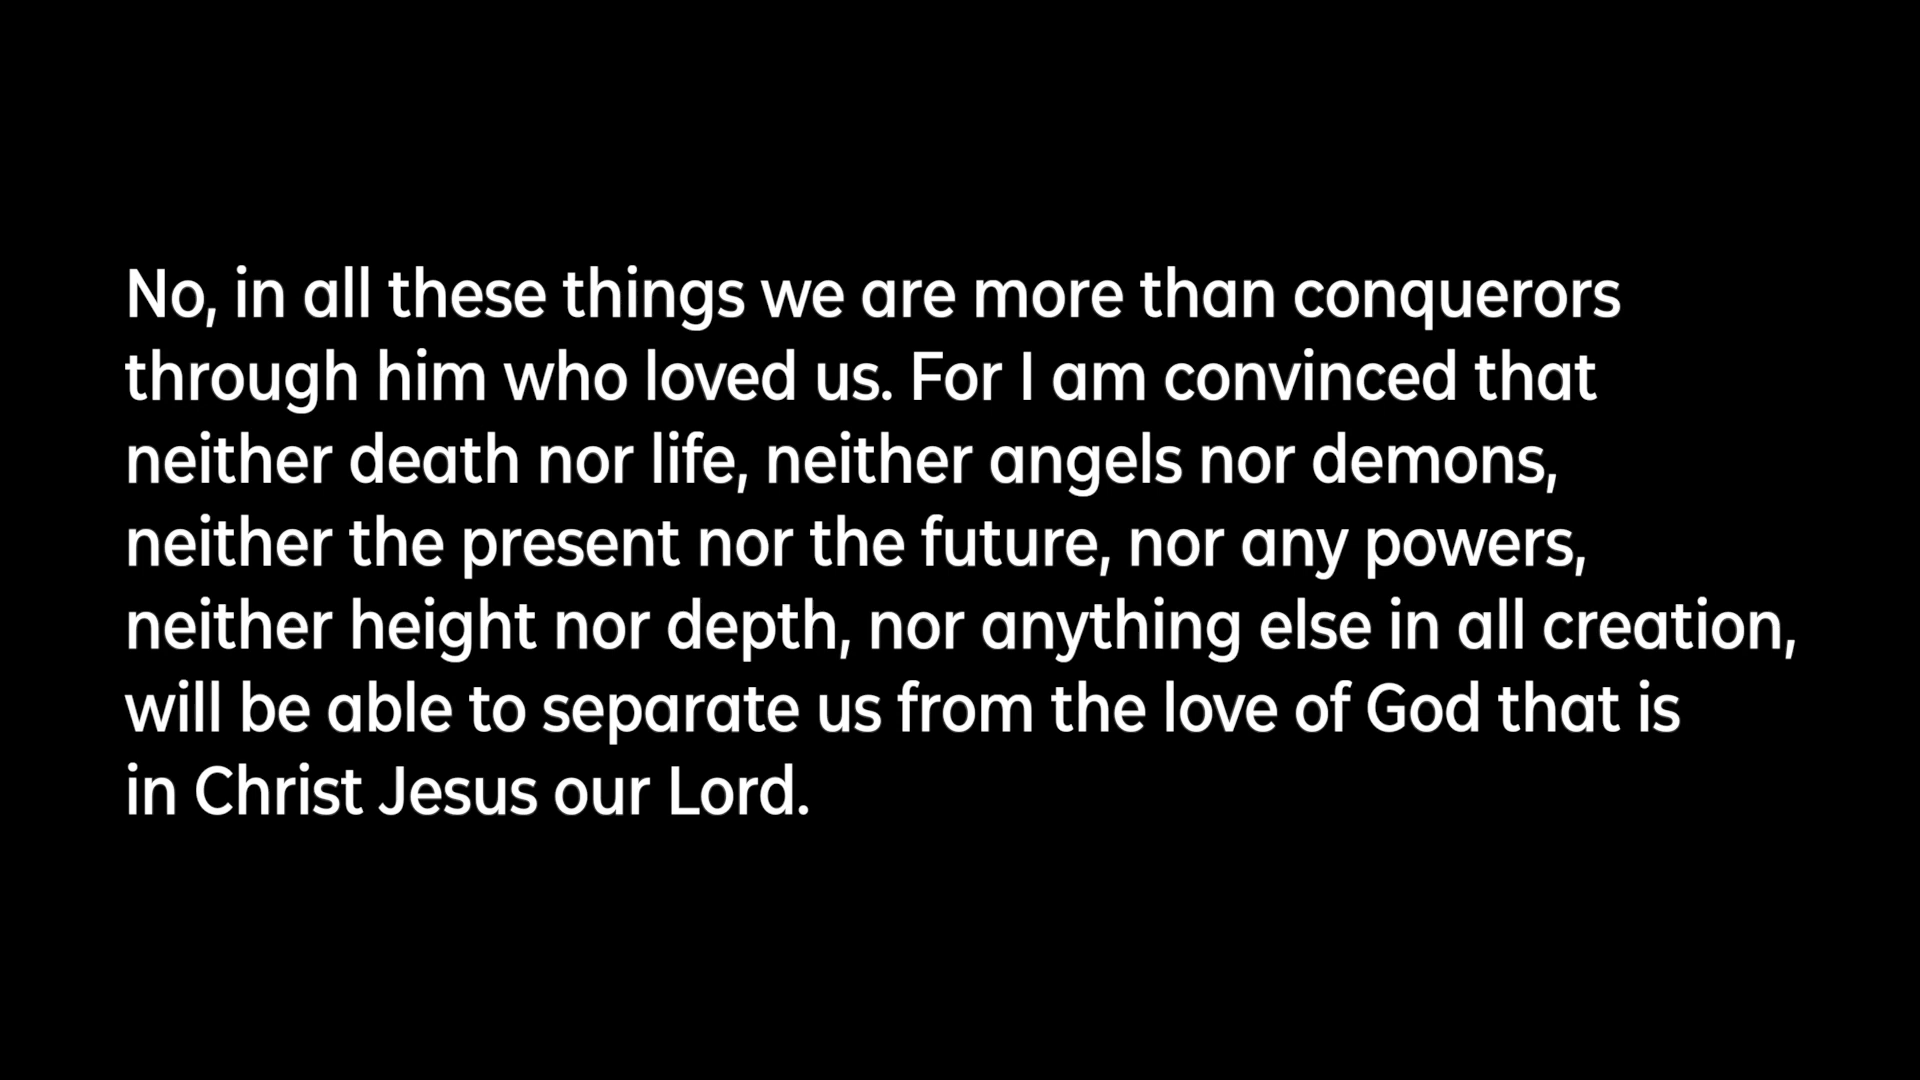 No, in all these things we are more than conquerors
through him who loved us. For I am convinced that
neither death nor life, neither angels nor demons,
neither the present nor the future, nor any powers,
neither height nor depth, nor anything else in all creation,
will be able to separate us from the love of God that is
in Christ Jesus our Lord.